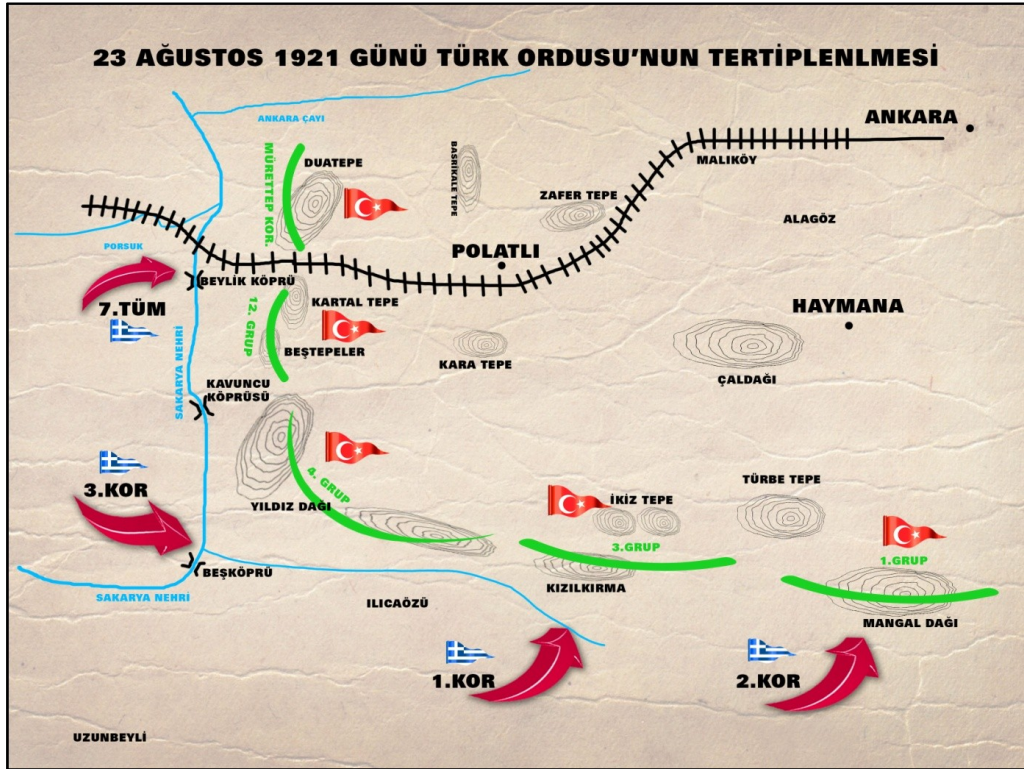 23 AĞUSTOS 1921 GÜNÜ TÜRK ORDUSU'NUN TERTİPLENLMESİ
ANKARA ÇAYI
ANKARA
MÜRETTEP KOR.
DUATEPE
BASRİKALE TEPE
MALIKÖY
ZAFER TEPE
ALAGÖZ
PORSUK
POLATLI
BEYLİK KÖPRÜ
7.TÜM
12. GRUP
KARTAL TEPE
HAYMANA
BEŞTEPELER
KARA TEPE
ÇALDAĞI
SAKARYA NEHRİ
KAVUNCU
KÖPRÜSÜ
3.KOR
4. GRUP
YILDIZ DAĞI
İKİZ TEPE
TÜRBE TEPE
3.GRUP
1.GRUP
BEŞKÖPRÜ
KIZILKIRMA
SAKARYA NEHRİ
ILICAÖZÜ
MANGAL DAĞI
1.KOR
2.KOR
UZUNBEYLİ